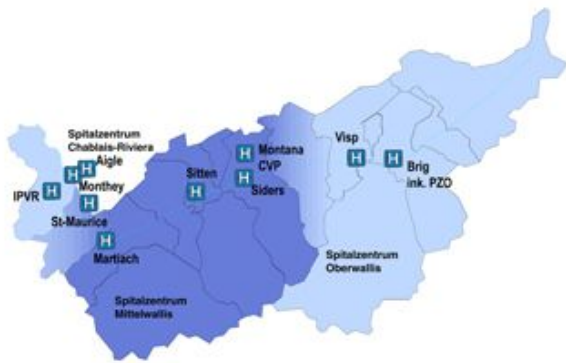 Spitalzentrum
Chablais-Riviera
H Aigle
H
Monthey
IPVR H
H
St-Maurice
H
Martiach
Sitten
H
H Montana
CVP
H
Siders
Visp
H
H Brig
ink. PZO
Spitalzentrum
Oberwallis
Spitalzentrum
Mittelwallis